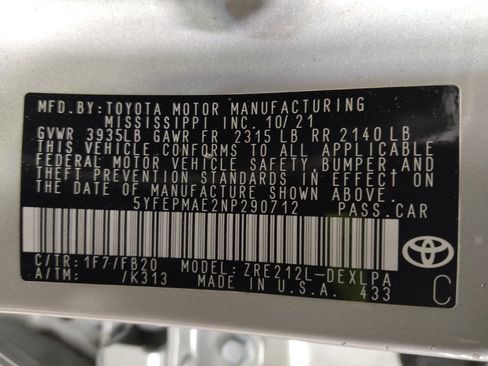 MFD.BY:TOYOTA MOTOR MANUFACTURING
MISSISSIPPI INC. 10/21
GVWR 3935LB GAWR FR 2315 LB RR 2140 LB
THIS VEHICLE CONFORMS TO ALL APPLICABLE
FEDERAL MOTOR VEHICLE SAFETY, BUMPER AND
THEFT PREVENTION STANDARDS IN EFFECT ON
THE DATE OF MANUFACTURE SHOWN ABOVE.
5YFEPMAE2NP290712 PASS.CAR
C/TR: 1F7/FB20 MODEL: ZRE212L-DEXLPA
A/TM: /K313 MADE IN U.S.A. 433 C